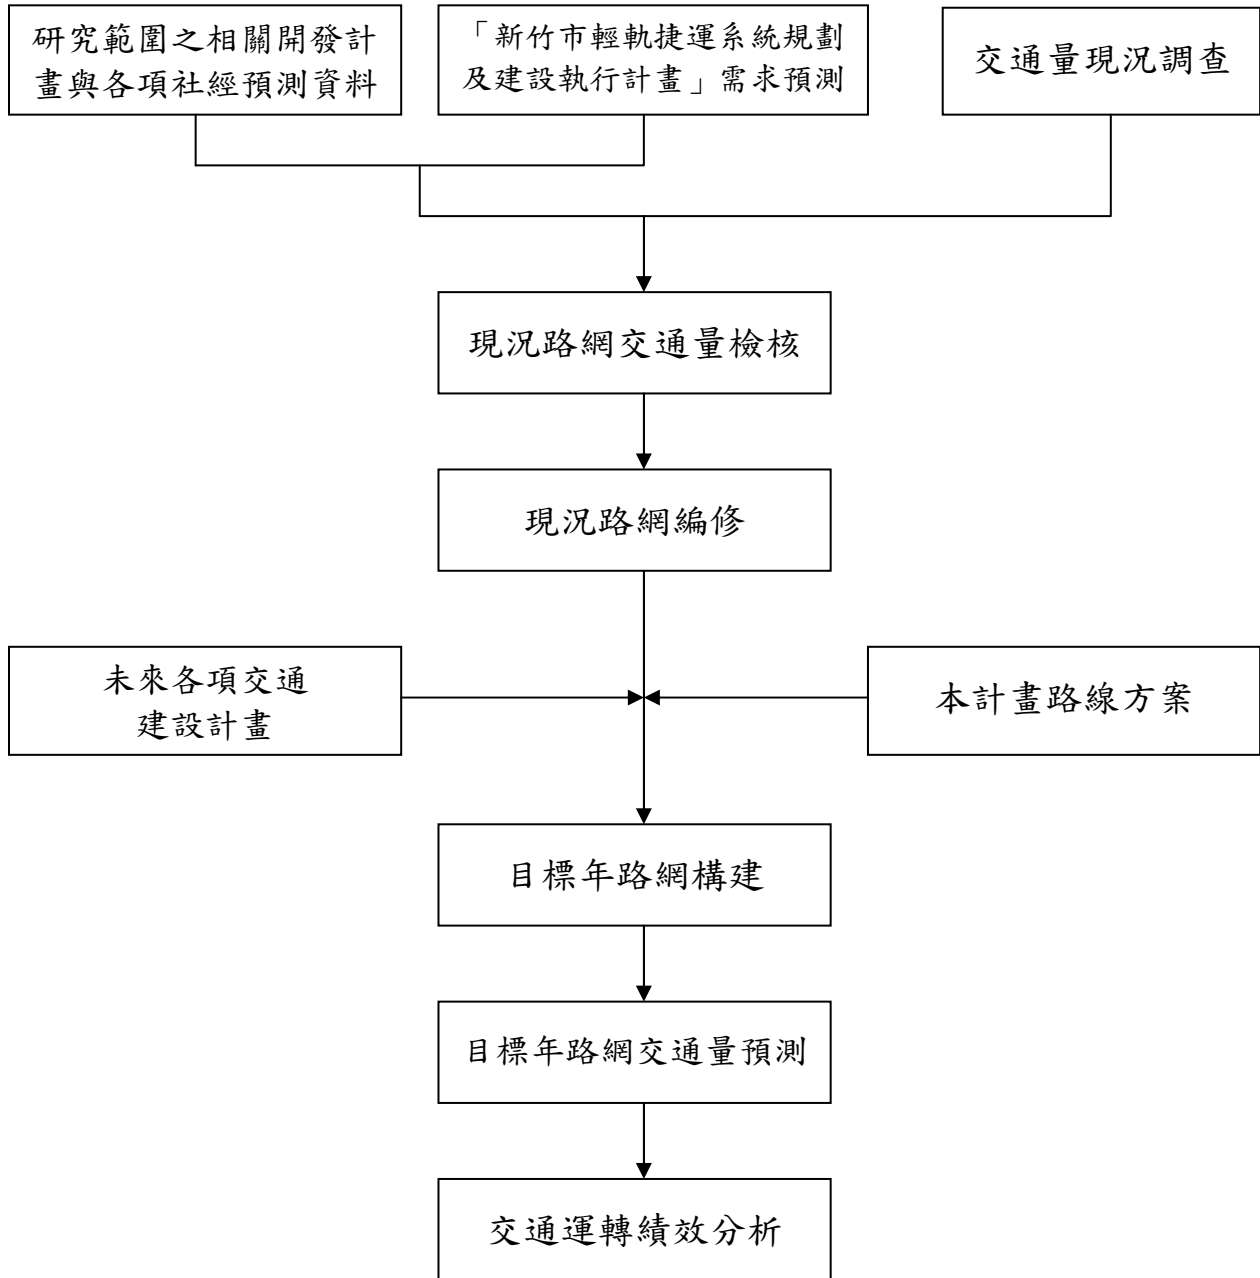 研究範圍之相關開發計
畫與各項社經預測資料
「新竹市輕軌捷運系統規劃
及建設執行計畫」需求預測
交通量現況調查
現況路網交通量檢核
現況路網編修
未來各項交通
建設計畫
本計畫路線方案
目標年路網構建
目標年路網交通量預測
交通運轉績效分析